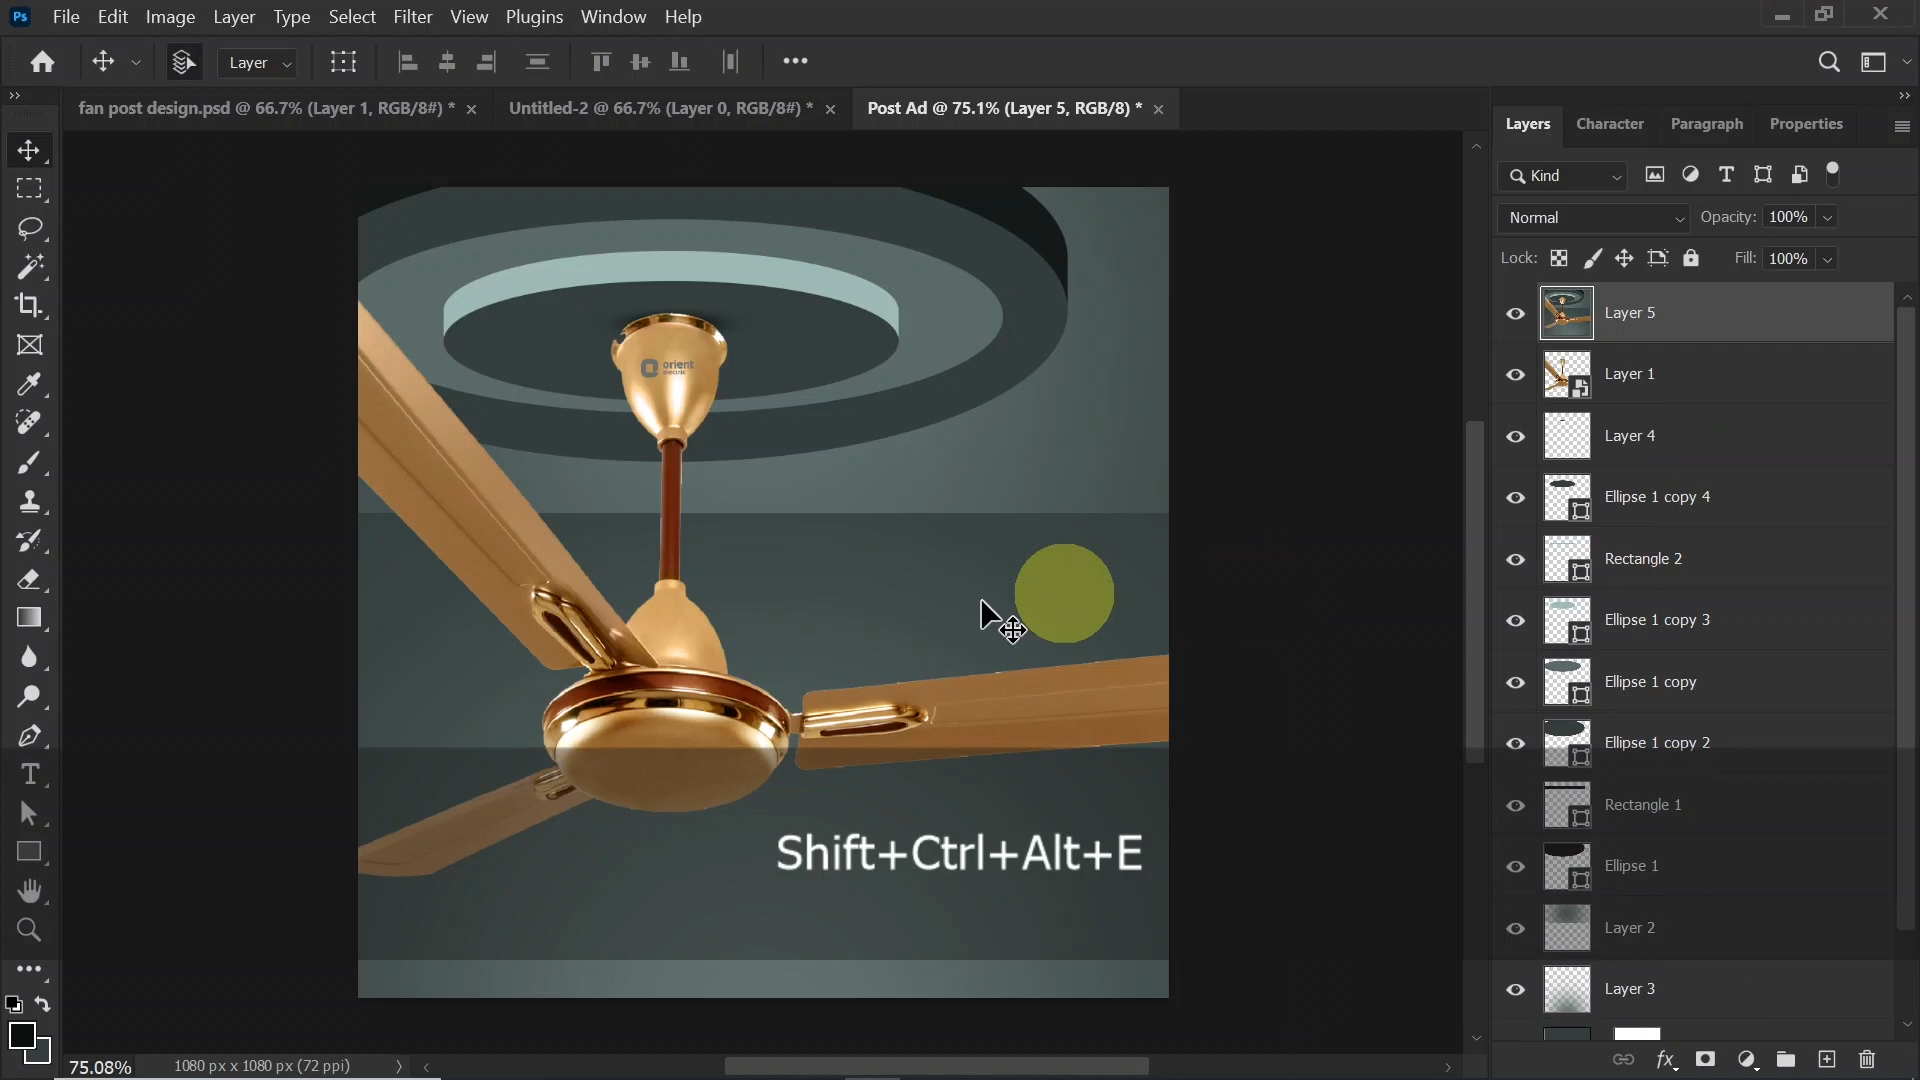 Ps File Edit Image Layer Type Select Filter View Plugins Window Help
Layer
fan post design.psd @ 66.7% (Layer 1, RGB/8#) *
Untitled-2 @ 66.7% (Layer 0, RGB/8#) *
Post Ad @ 75.1% (Layer 5, RGB/8) *
Layers Character Paragraph Properties
Kind
Normal Opacity: 100%
Lock: Fill: 100%
Layer 5
Layer 1
Layer 4
Ellipse 1 copy 4
Rectangle 2
Ellipse 1 copy 3
Ellipse 1 copy
Ellipse 1 copy 2
Rectangle 1
Ellipse 1
Layer 2
Layer 3
fx
orient
electric
Shift+Ctrl+Alt+E
75.08% 1080 px x 1080 px (72 ppi)